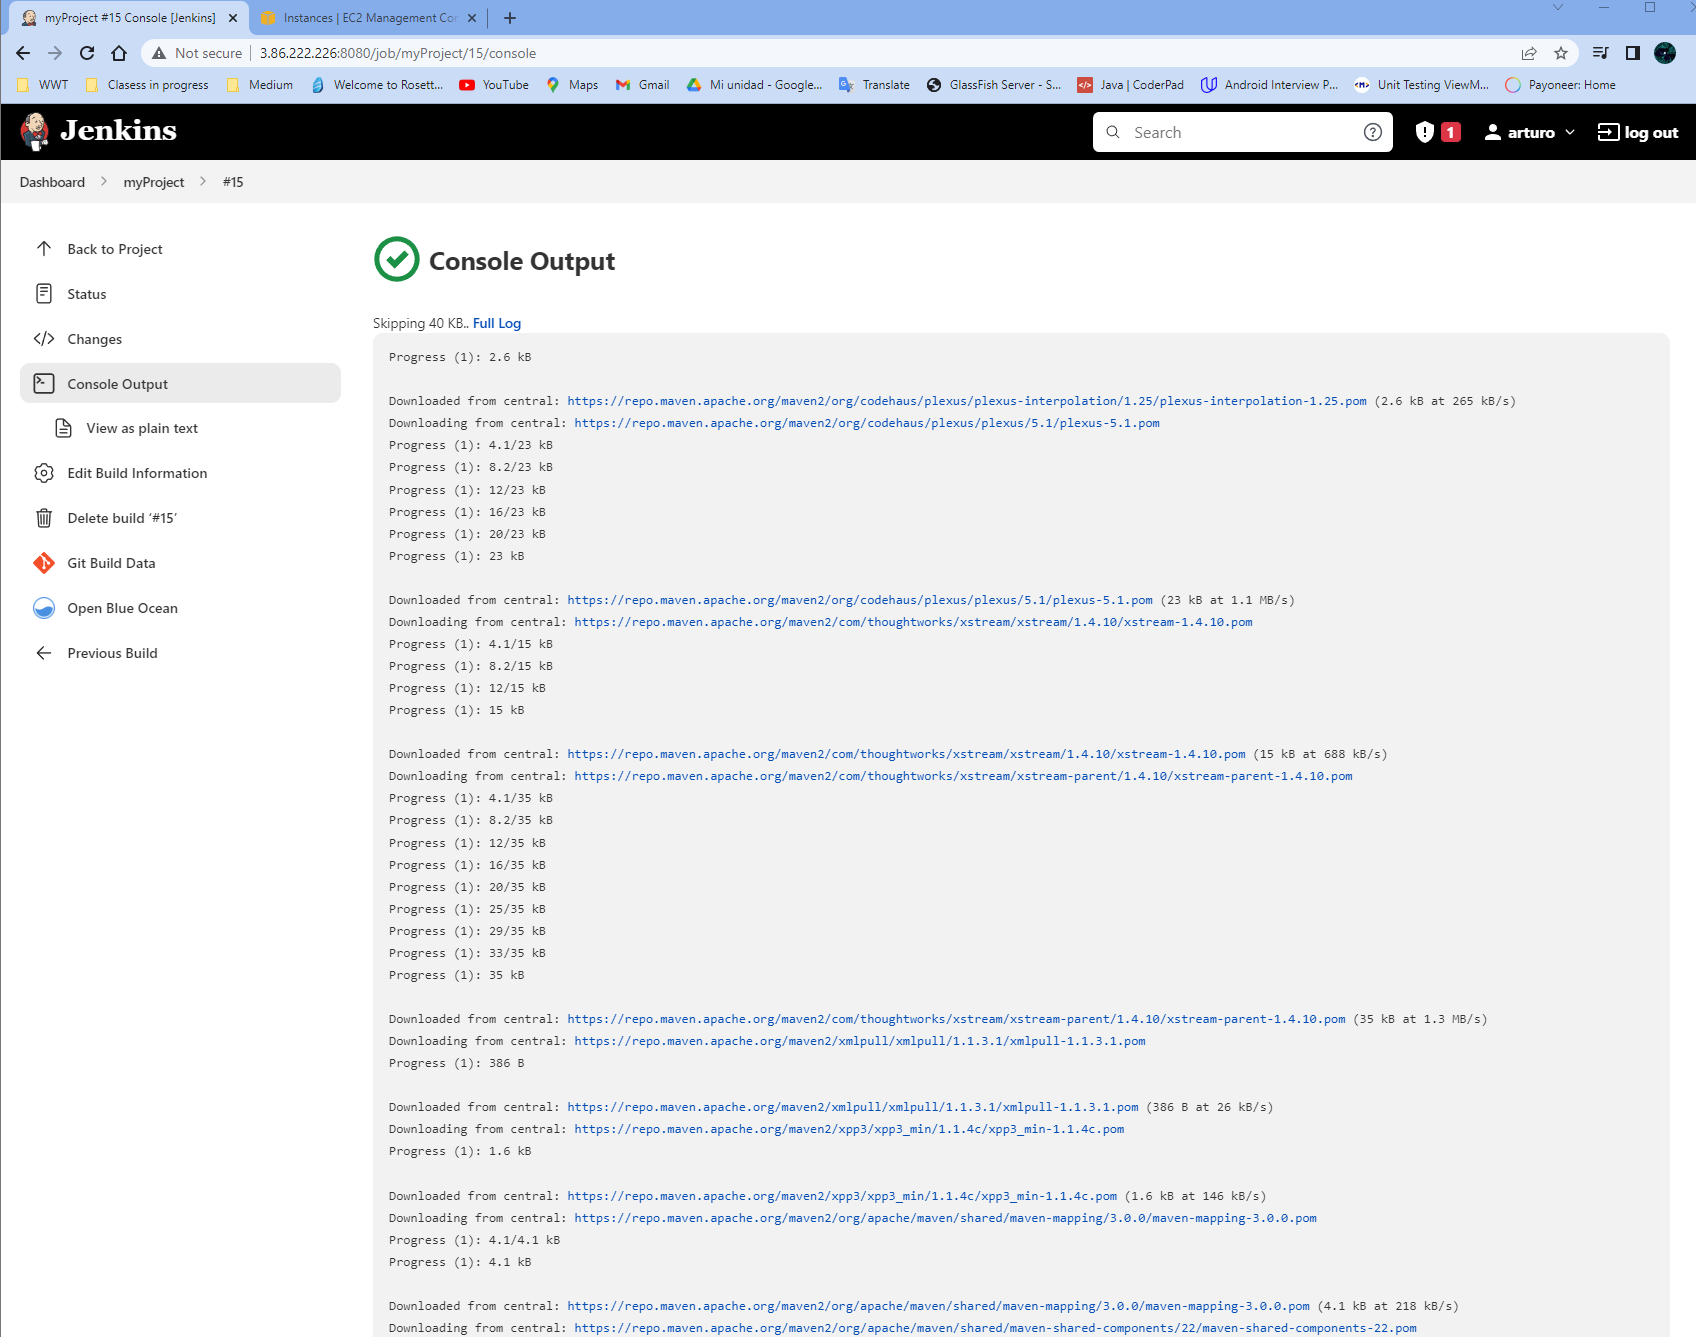 myProject #15 Console [Jenkins]
Instances | EC2 Management Con
Not secure
3.86.222.226:8080/job/myProject/15/console
WWT
Clasess in progress
Medium
Welcome to Rosett...
YouTube
Maps
Gmail
Mi unidad - Google...
Translate
GlassFish Server - S...
Java | CoderPad
Android Interview P...
Unit Testing ViewM...
Payoneer: Home
Jenkins
Search
1
arturo
log out
Dashboard
myProject
#15
Back to Project
Status
Changes
Console Output
View as plain text
Edit Build Information
Delete build ‘#15’
Git Build Data
Open Blue Ocean
Previous Build
Console Output
Skipping 40 KB.. Full Log
Progress (1): 2.6 kB
Downloaded from central: https://repo.maven.apache.org/maven2/org/codehaus/plexus/plexus-interpolation/1.25/plexus-interpolation-1.25.pom (2.6 kB at 265 kB/s)
Downloading from central: https://repo.maven.apache.org/maven2/org/codehaus/plexus/plexus/5.1/plexus-5.1.pom
Progress (1): 4.1/23 kB
Progress (1): 8.2/23 kB
Progress (1): 12/23 kB
Progress (1): 16/23 kB
Progress (1): 20/23 kB
Progress (1): 23 kB
Downloaded from central: https://repo.maven.apache.org/maven2/org/codehaus/plexus/plexus/5.1/plexus-5.1.pom (23 kB at 1.1 MB/s)
Downloading from central: https://repo.maven.apache.org/maven2/com/thoughtworks/xstream/xstream/1.4.10/xstream-1.4.10.pom
Progress (1): 4.1/15 kB
Progress (1): 8.2/15 kB
Progress (1): 12/15 kB
Progress (1): 15 kB
Downloaded from central: https://repo.maven.apache.org/maven2/com/thoughtworks/xstream/xstream/1.4.10/xstream-1.4.10.pom (15 kB at 688 kB/s)
Downloading from central: https://repo.maven.apache.org/maven2/com/thoughtworks/xstream/xstream-parent/1.4.10/xstream-parent-1.4.10.pom
Progress (1): 4.1/35 kB
Progress (1): 8.2/35 kB
Progress (1): 12/35 kB
Progress (1): 16/35 kB
Progress (1): 20/35 kB
Progress (1): 25/35 kB
Progress (1): 29/35 kB
Progress (1): 33/35 kB
Progress (1): 35 kB
Downloaded from central: https://repo.maven.apache.org/maven2/com/thoughtworks/xstream/xstream-parent/1.4.10/xstream-parent-1.4.10.pom (35 kB at 1.3 MB/s)
Downloading from central: https://repo.maven.apache.org/maven2/xmlpull/xmlpull/1.1.3.1/xmlpull-1.1.3.1.pom
Progress (1): 386 B
Downloaded from central: https://repo.maven.apache.org/maven2/xmlpull/xmlpull/1.1.3.1/xmlpull-1.1.3.1.pom (386 B at 26 kB/s)
Downloading from central: https://repo.maven.apache.org/maven2/xpp3/xpp3_min/1.1.4c/xpp3_min-1.1.4c.pom
Progress (1): 1.6 kB
Downloaded from central: https://repo.maven.apache.org/maven2/xpp3/xpp3_min/1.1.4c/xpp3_min-1.1.4c.pom (1.6 kB at 146 kB/s)
Downloading from central: https://repo.maven.apache.org/maven2/org/apache/maven/shared/maven-mapping/3.0.0/maven-mapping-3.0.0.pom
Progress (1): 4.1/4.1 kB
Progress (1): 4.1 kB
Downloaded from central: https://repo.maven.apache.org/maven2/org/apache/maven/shared/maven-mapping/3.0.0/maven-mapping-3.0.0.pom (4.1 kB at 218 kB/s)
Downloading from central: https://repo.maven.apache.org/maven2/org/apache/maven/shared/maven-shared-components/22/maven-shared-components-22.pom